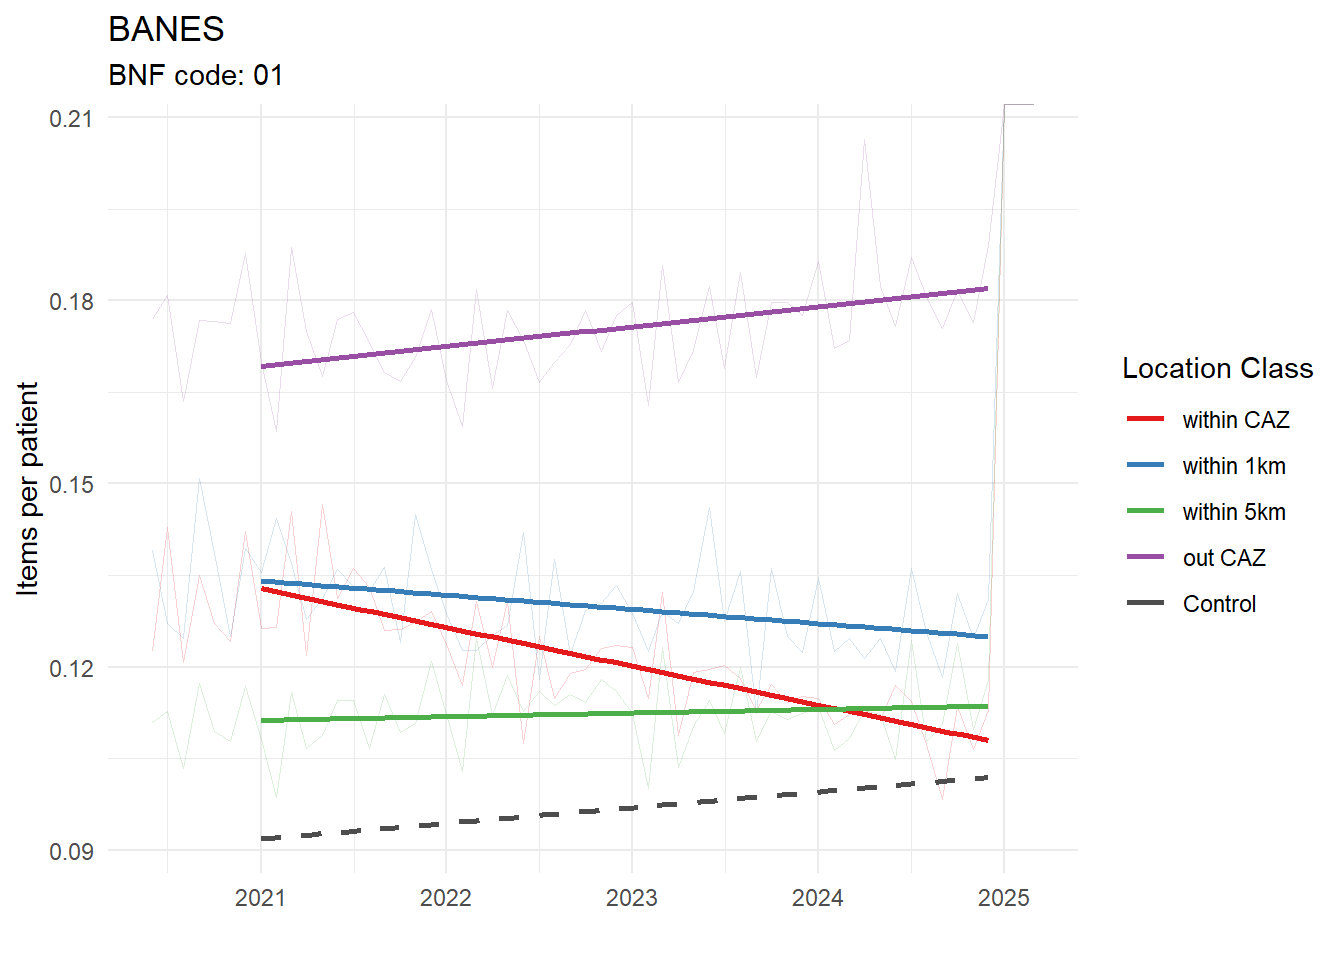 BANES
BNF code: 01
Items per patient
0.21
0.18
0.15
0.12
0.09
2021
2022
2023
2024
2025
Location Class
within CAZ
within 1km
within 5km
out CAZ
Control